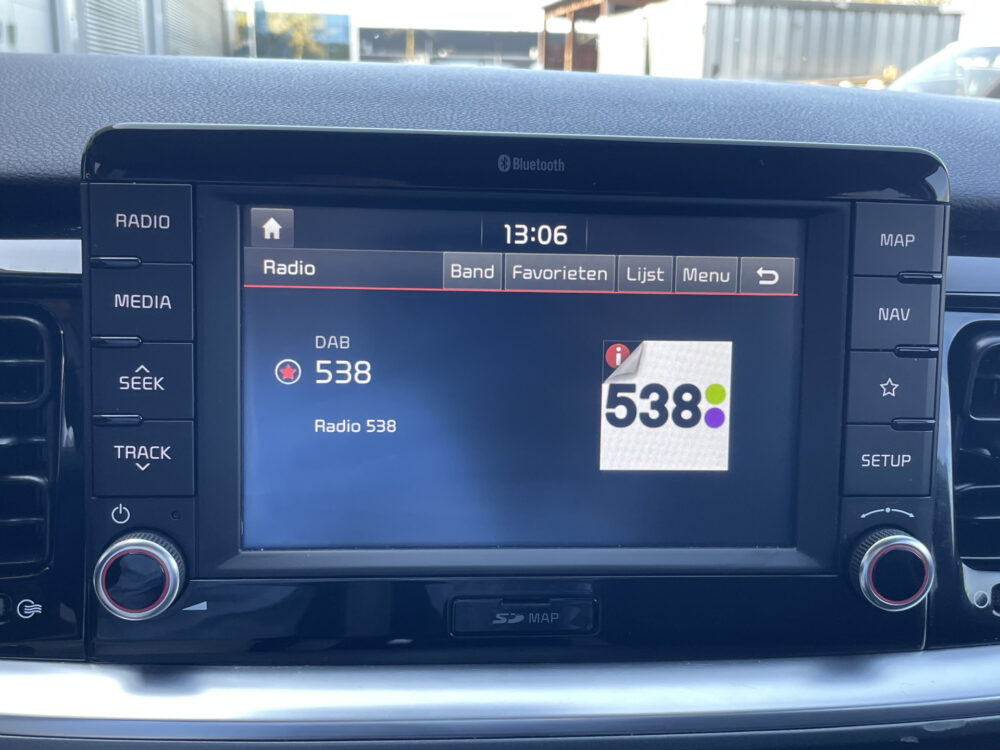 Bluetooth
RADIO
MEDIA
SEEK
TRACK
13:06
Radio
Band
Favorieten
Lijst
Menu
DAB
538
Radio 538
i
538
MAP
NAV
SETUP
SD MAP